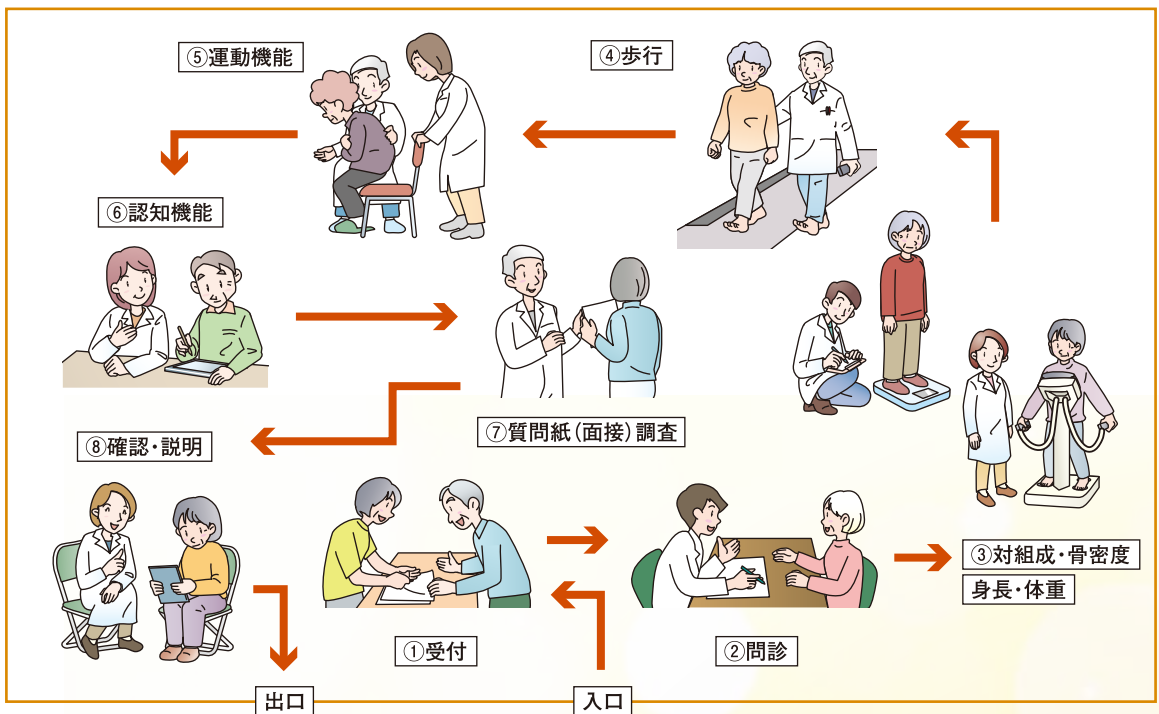 ⑤運動機能
④歩行
⑥認知機能
⑦質問紙(面接)調査
⑧確認・説明
③対組成・骨密度
身長・体重
①受付
②問診
出口
入口